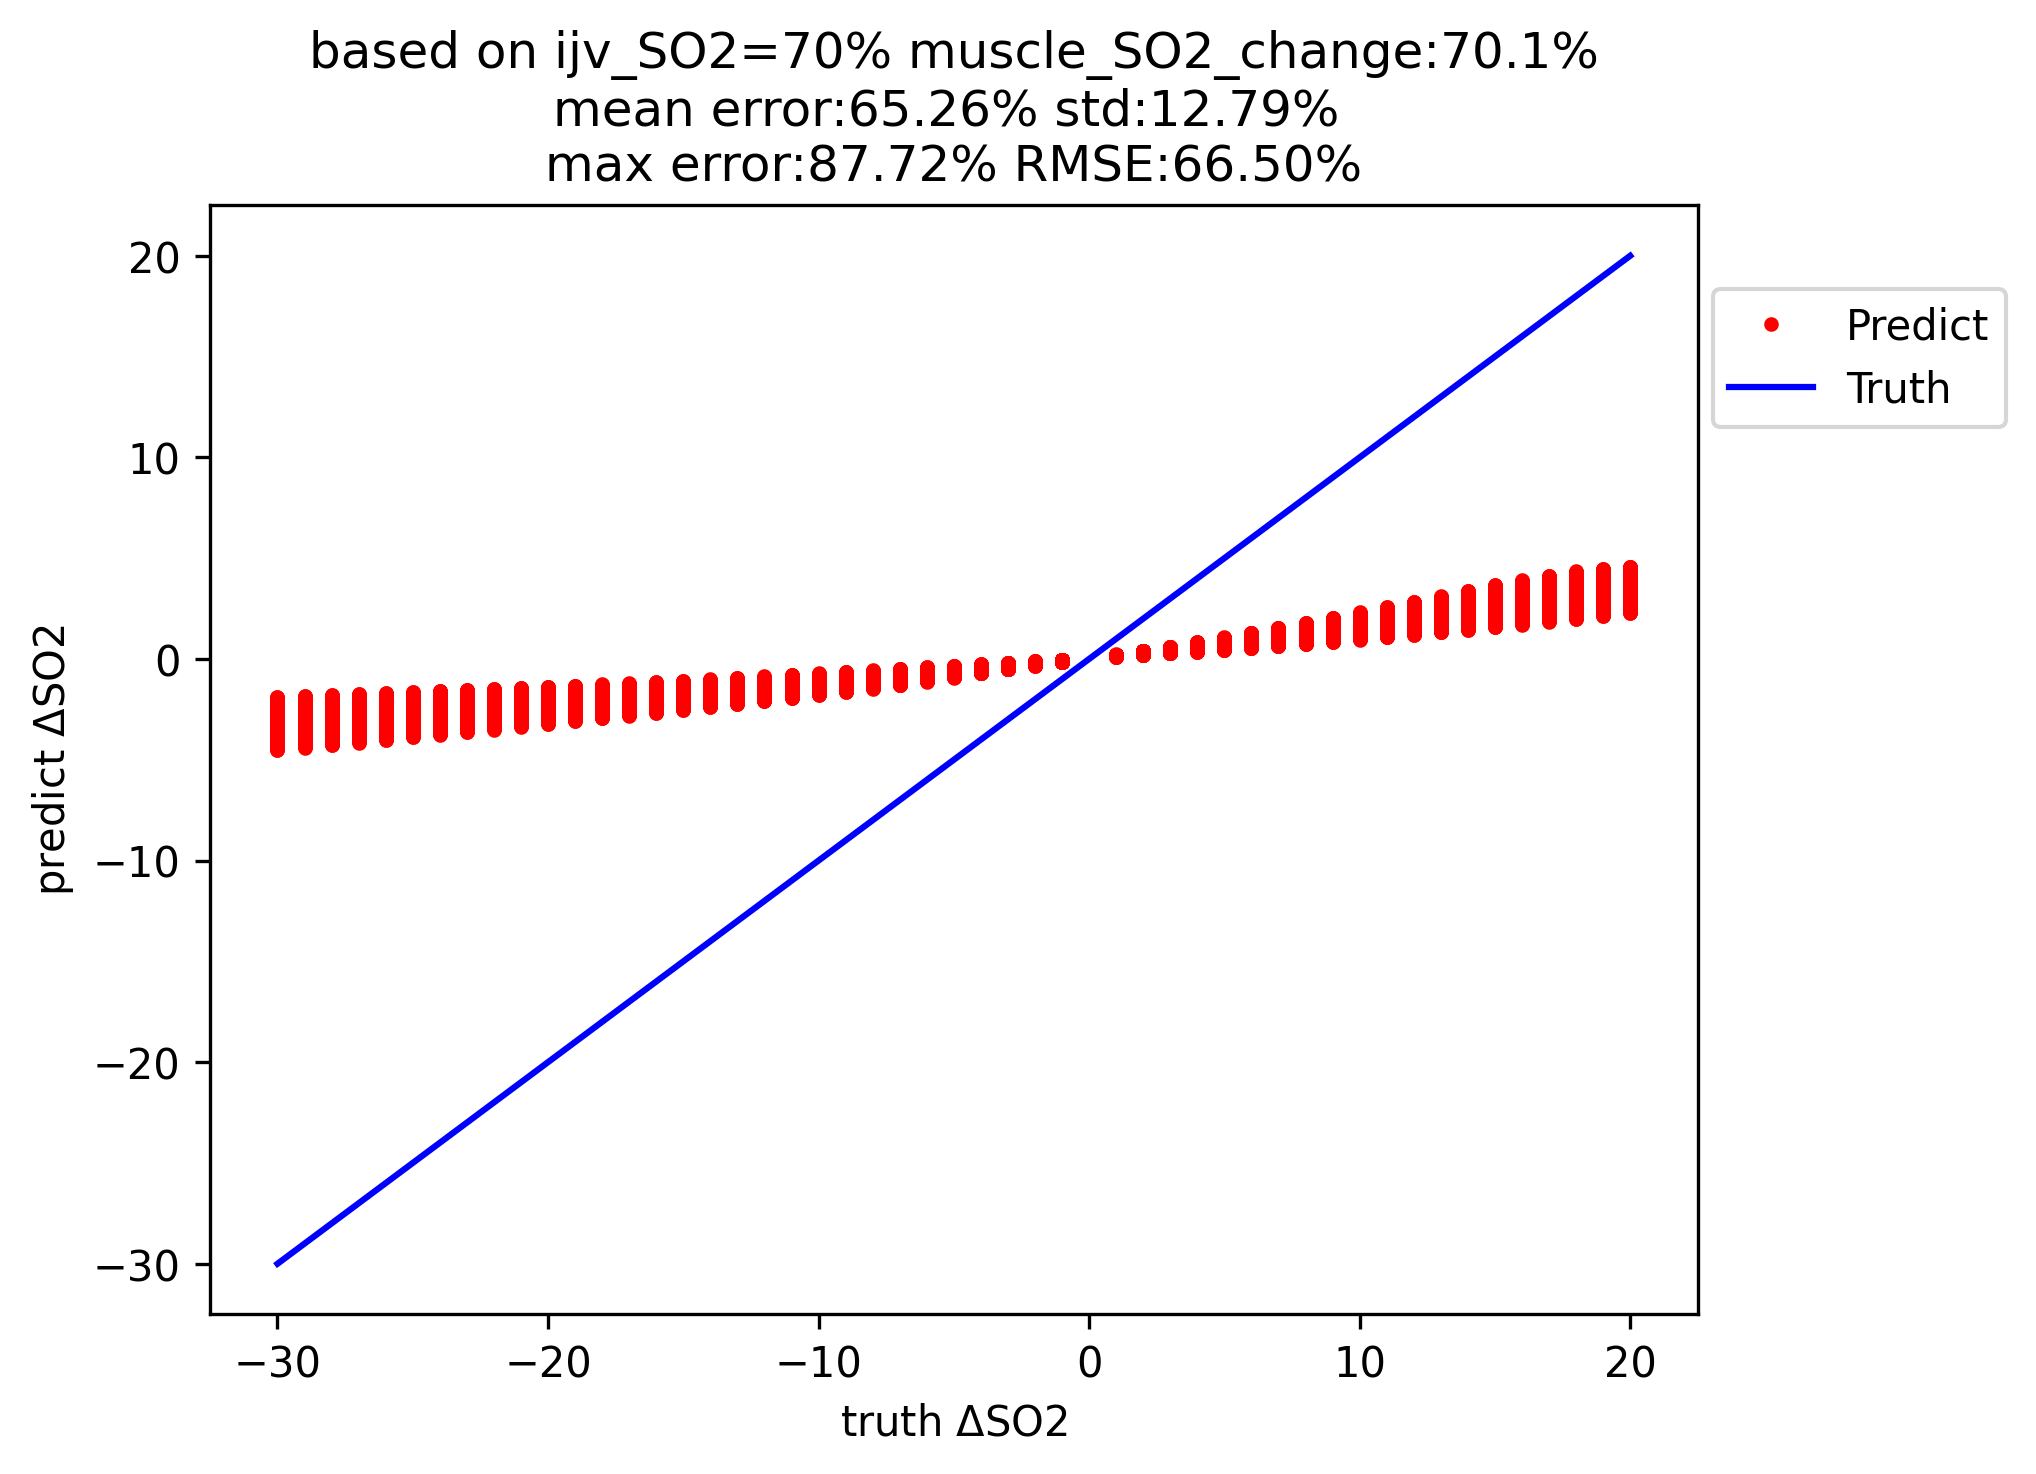 based on ijv_SO2=70% muscle_SO2_change:70.1%
mean error:65.26% std:12.79%
max error:87.72% RMSE:66.50%
20
10
0
−10
−20
−30
predict ΔSO2
−30 −20 −10 0 10 20
truth ΔSO2
Predict
Truth